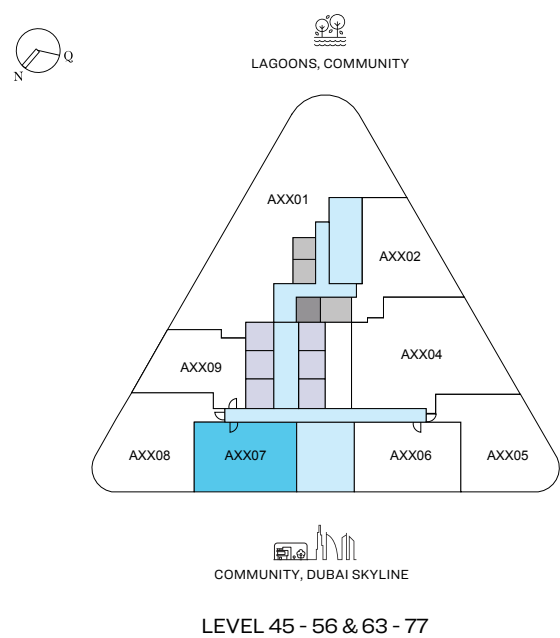 LAGOONS, COMMUNITY
Q
N
AXX01
AXX02
AXX04
AXX09
AXX08
AXX07
AXX06
AXX05
COMMUNITY, DUBAI SKYLINE
LEVEL 45 - 56 & 63 - 77